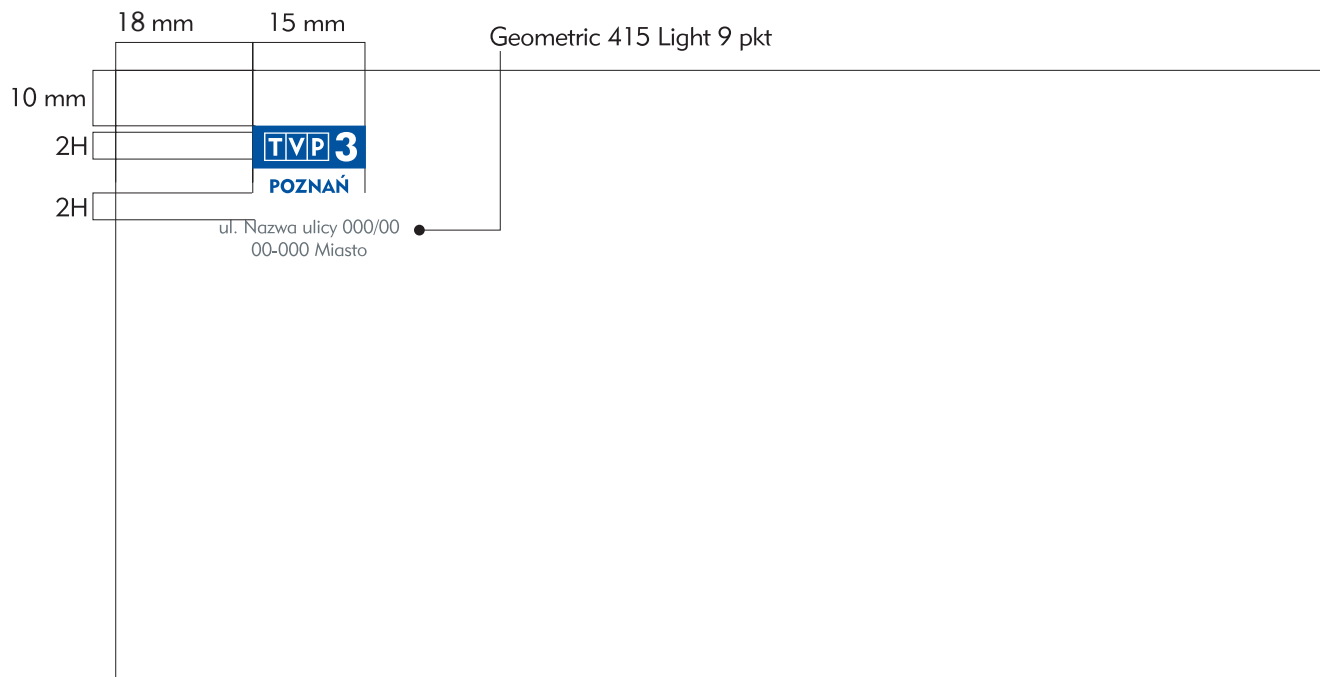 18 mm
15 mm
Geometric 415 Light 9 pkt
10 mm
2H
TVP 3
POZNAŃ
2H
ul. Nazwa ulicy 000/00
00-000 Miasto